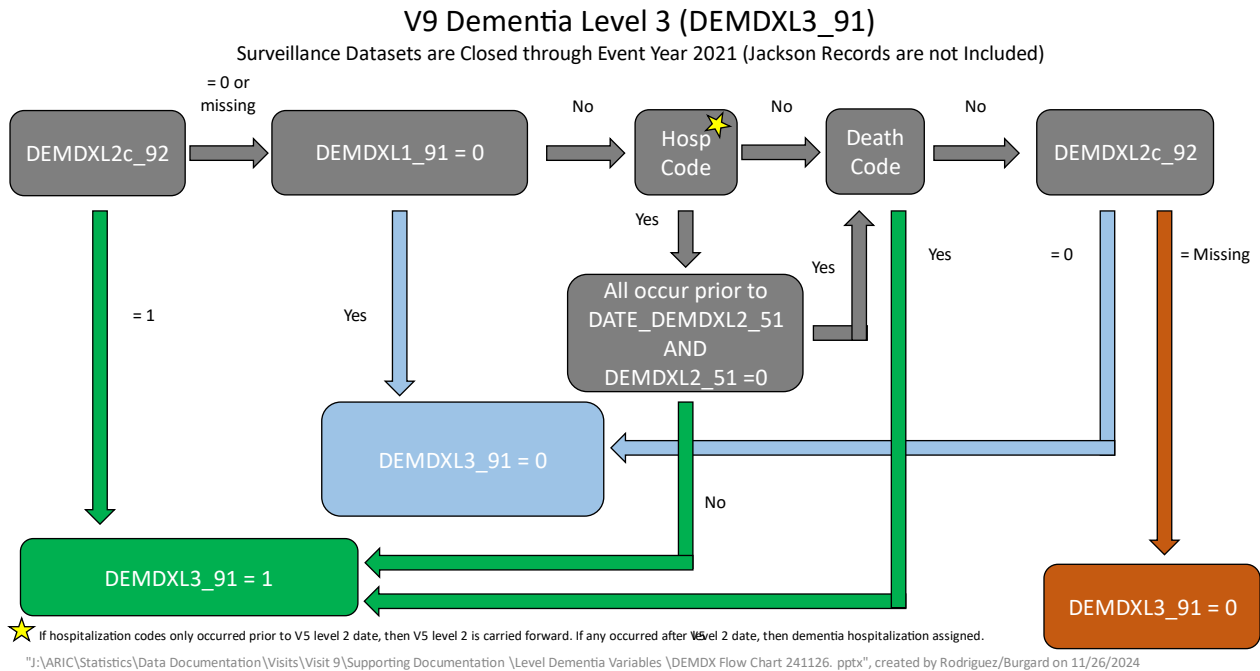 V9 Dementia Level 3 (DEMDXL3_91)
Surveillance Datasets are Closed through Event Year 2021 (Jackson Records are not Included)
= 0 or
missing
No
No
No
DEMDXL2c_92
DEMDXL1_91 = 0
Hosp
Code
Death
Code
DEMDXL2c_92
Yes
Yes
Yes
= 0
= Missing
All occur prior to
DATE_DEMDXL2_51
AND
DEMDXL2_51 =0
= 1
Yes
DEMDXL3_91 = 0
No
DEMDXL3_91 = 1
DEMDXL3_91 = 0
If hospitalization codes only occurred prior to V5 level 2 date, then V5 level 2 is carried forward. If any occurred after level 2 date, then dementia hospitalization assigned.
"J:\ARIC\Statistics\Data Documentation\Visits\Visit 9\Supporting Documentation \Level Dementia Variables \DEMDX Flow Chart 241126. pptx", created by Rodriguez/Burgard on 11/26/2024